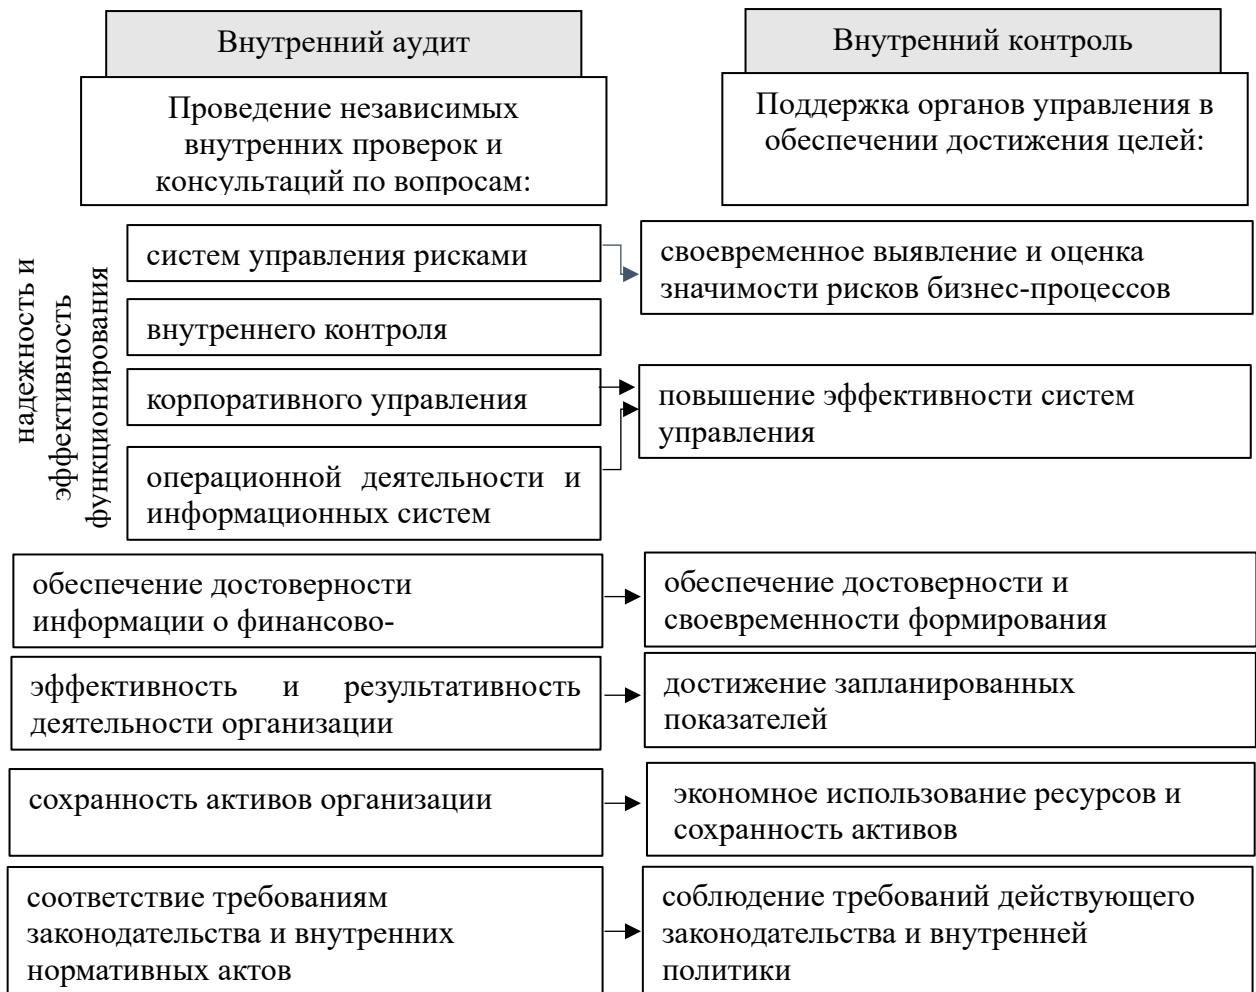 Внутренний аудит
Внутренний контроль
Проведение независимых
внутренних проверок и
консультаций по вопросам:
Поддержка органов управления в
обеспечении достижения целей:
надежность и
эффективность
функционирования
систем управления рисками
своевременное выявление и оценка
значимости рисков бизнес-процессов
внутреннего контроля
корпоративного управления
повышение эффективности систем
управления
операционной деятельности и
информационных систем
обеспечение достоверности
информации о финансово-
обеспечение достоверности и
своевременности формирования
эффективность и результативность
деятельности организации
достижение запланированных
показателей
сохранность активов организации
экономное использование ресурсов и
сохранность активов
соответствие требованиям
законодательства и внутренних
нормативных актов
соблюдение требований действующего
законодательства и внутренней
политики